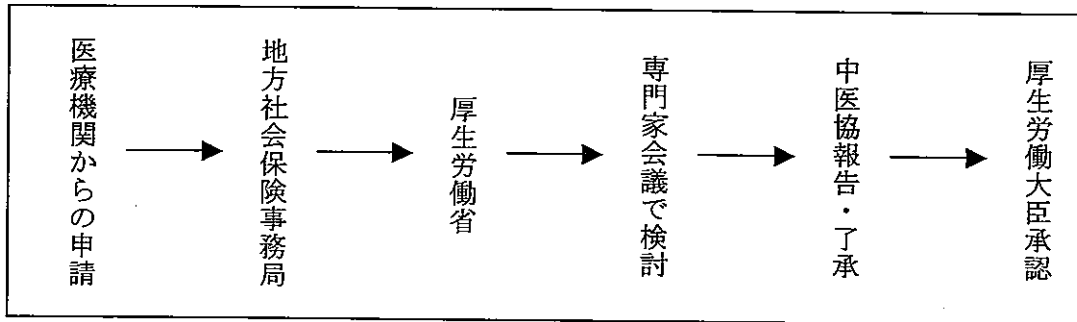 医療機関からの申請
地方社会保険事務局
厚生労働省
専門家会議で検討
中医協報告・了承
厚生労働大臣承認